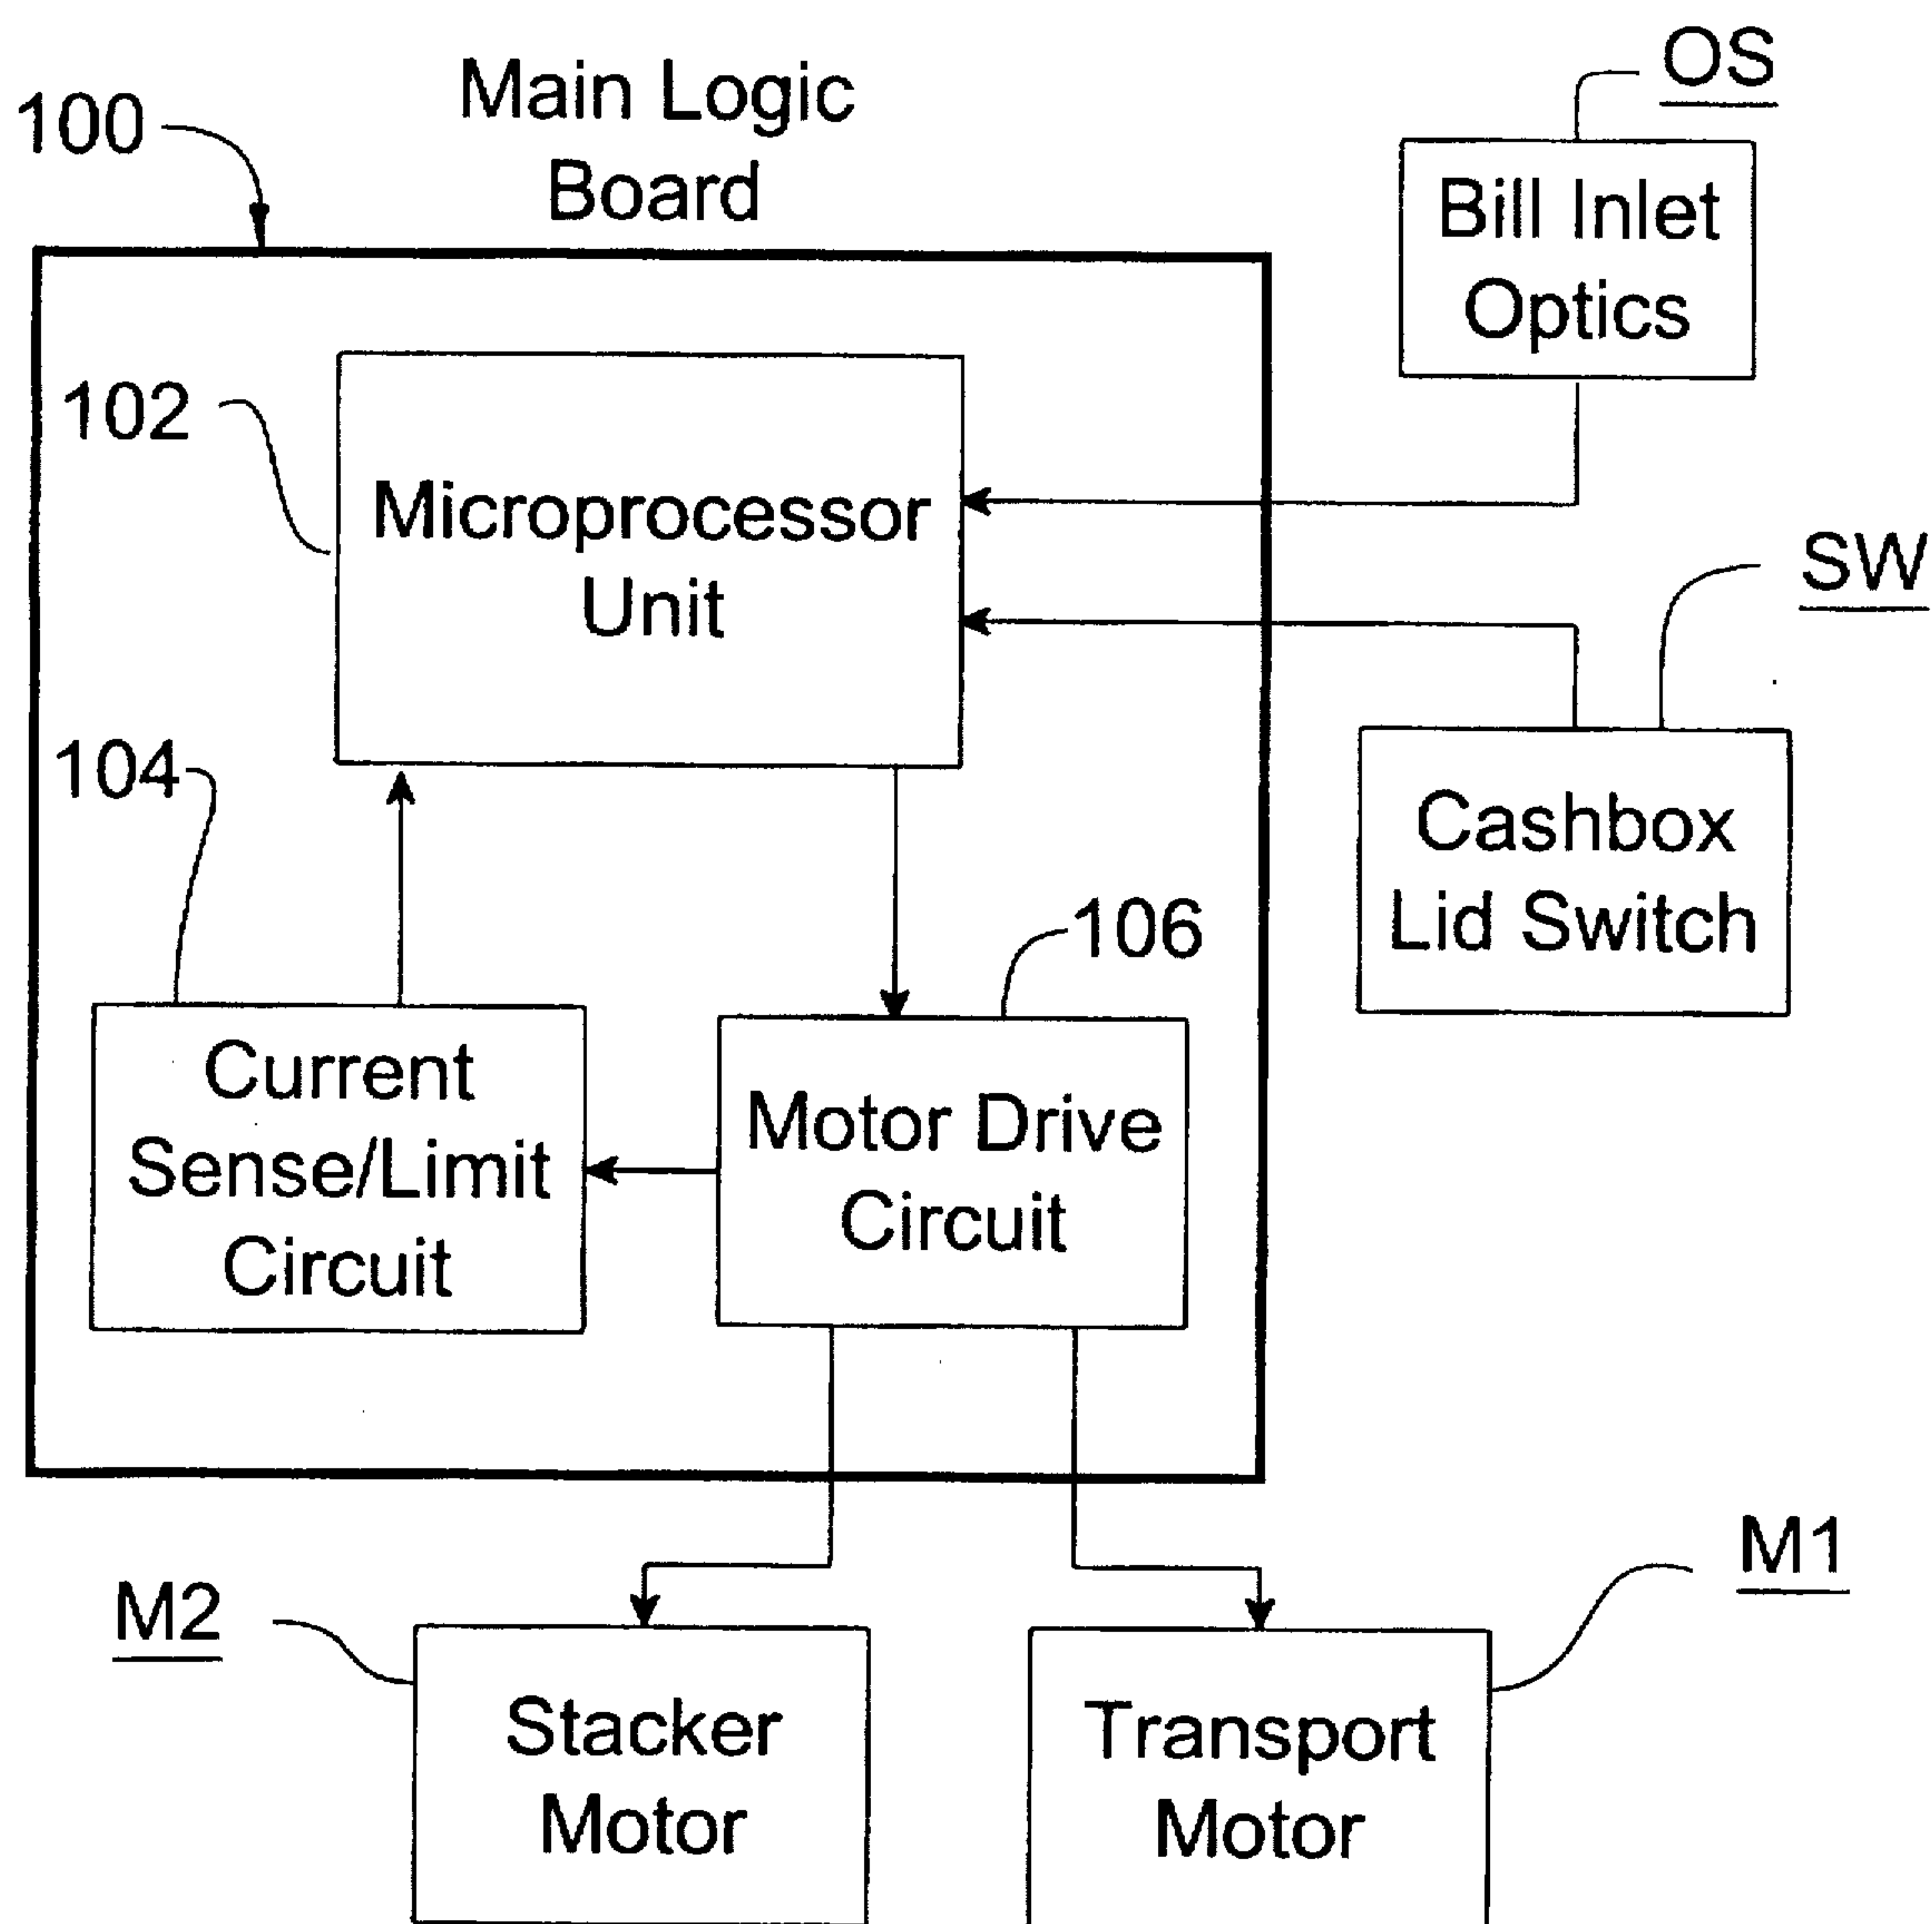 OS
100
Main Logic
Board
Bill Inlet
Optics
102
Microprocessor
Unit
SW
104
Cashbox
Lid Switch
106
Current
Sense/Limit
Circuit
Motor Drive
Circuit
M1
M2
Stacker
Motor
Transport
Motor